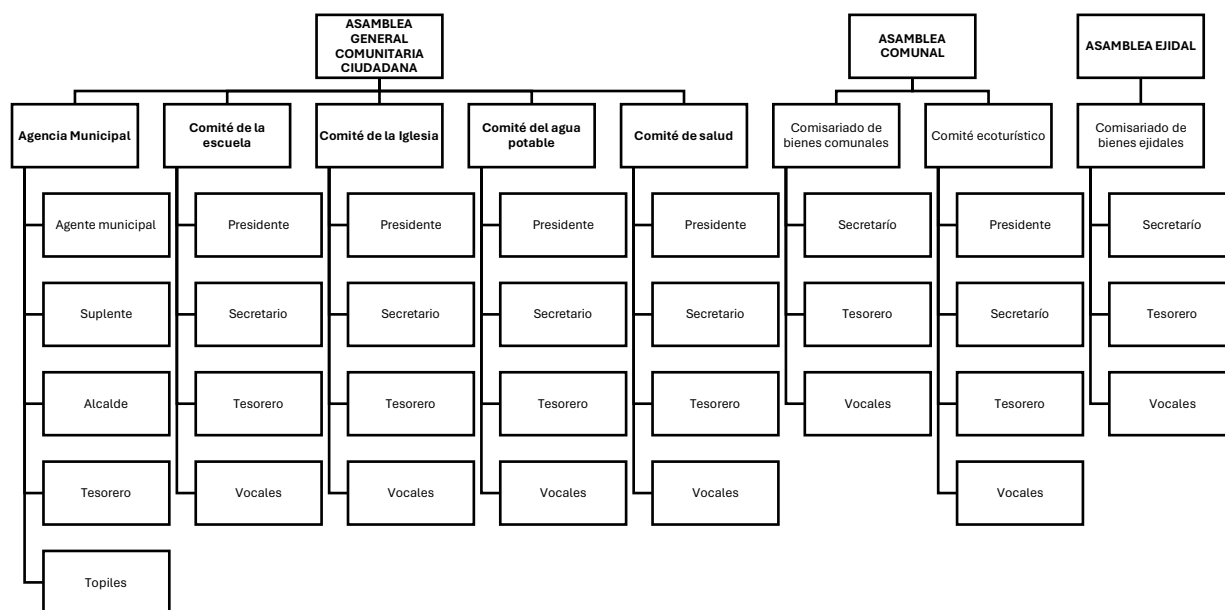 ASAMBLEA
GENERAL
COMUNITARIA
CIUDADANA
ASAMBLEA
COMUNAL
ASAMBLEA EJIDAL
Agencia Municipal
Comité de la
escuela
Comité de la Iglesia
Comité del agua
potable
Comité de salud
Comisariado de
bienes comunales
Comité ecoturístico
Comisariado de
bienes ejidales
Agente municipal
Presidente
Presidente
Presidente
Presidente
Secretarío
Presidente
Secretarío
Suplente
Secretario
Secretario
Secretario
Secretario
Tesorero
Secretarío
Tesorero
Alcalde
Tesorero
Tesorero
Tesorero
Tesorero
Vocales
Tesorero
Vocales
Tesorero
Vocales
Vocales
Vocales
Vocales
Vocales
Topiles